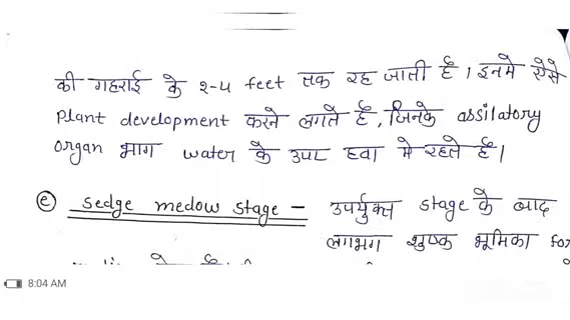 की गहराई के 2-4 feet तक रह जाती है। इनमे ऐसे
plant development करने लगते है, जिनके assilatory
organ भाग water के उपर हवा मे रहते है।
(e) sedge medow stage - उपर्युक्त stage के बाद
लगभग शुष्क भूमिका for
8:04 AM